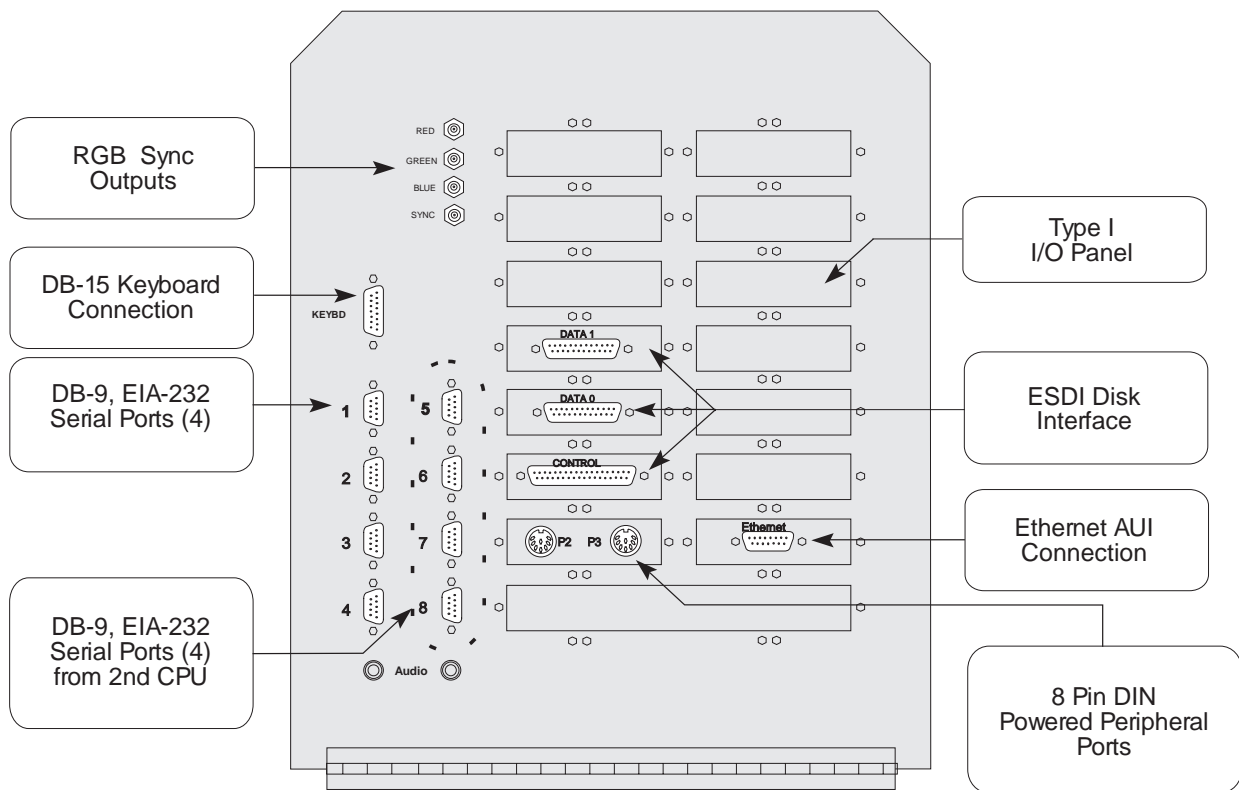 RGB Sync
Outputs
DB-15 Keyboard
Connection
DB-9, EIA-232
Serial Ports (4)
DB-9, EIA-232
Serial Ports (4)
from 2nd CPU
RED
GREEN
BLUE
SYNC
KEYBD
1
5
2
6
3
7
4
8
Audio
DATA 1
DATA 0
CONTROL
P2 P3
Ethernet
Type I
I/O Panel
ESDI Disk
Interface
Ethernet AUI
Connection
8 Pin DIN
Powered Peripheral
Ports